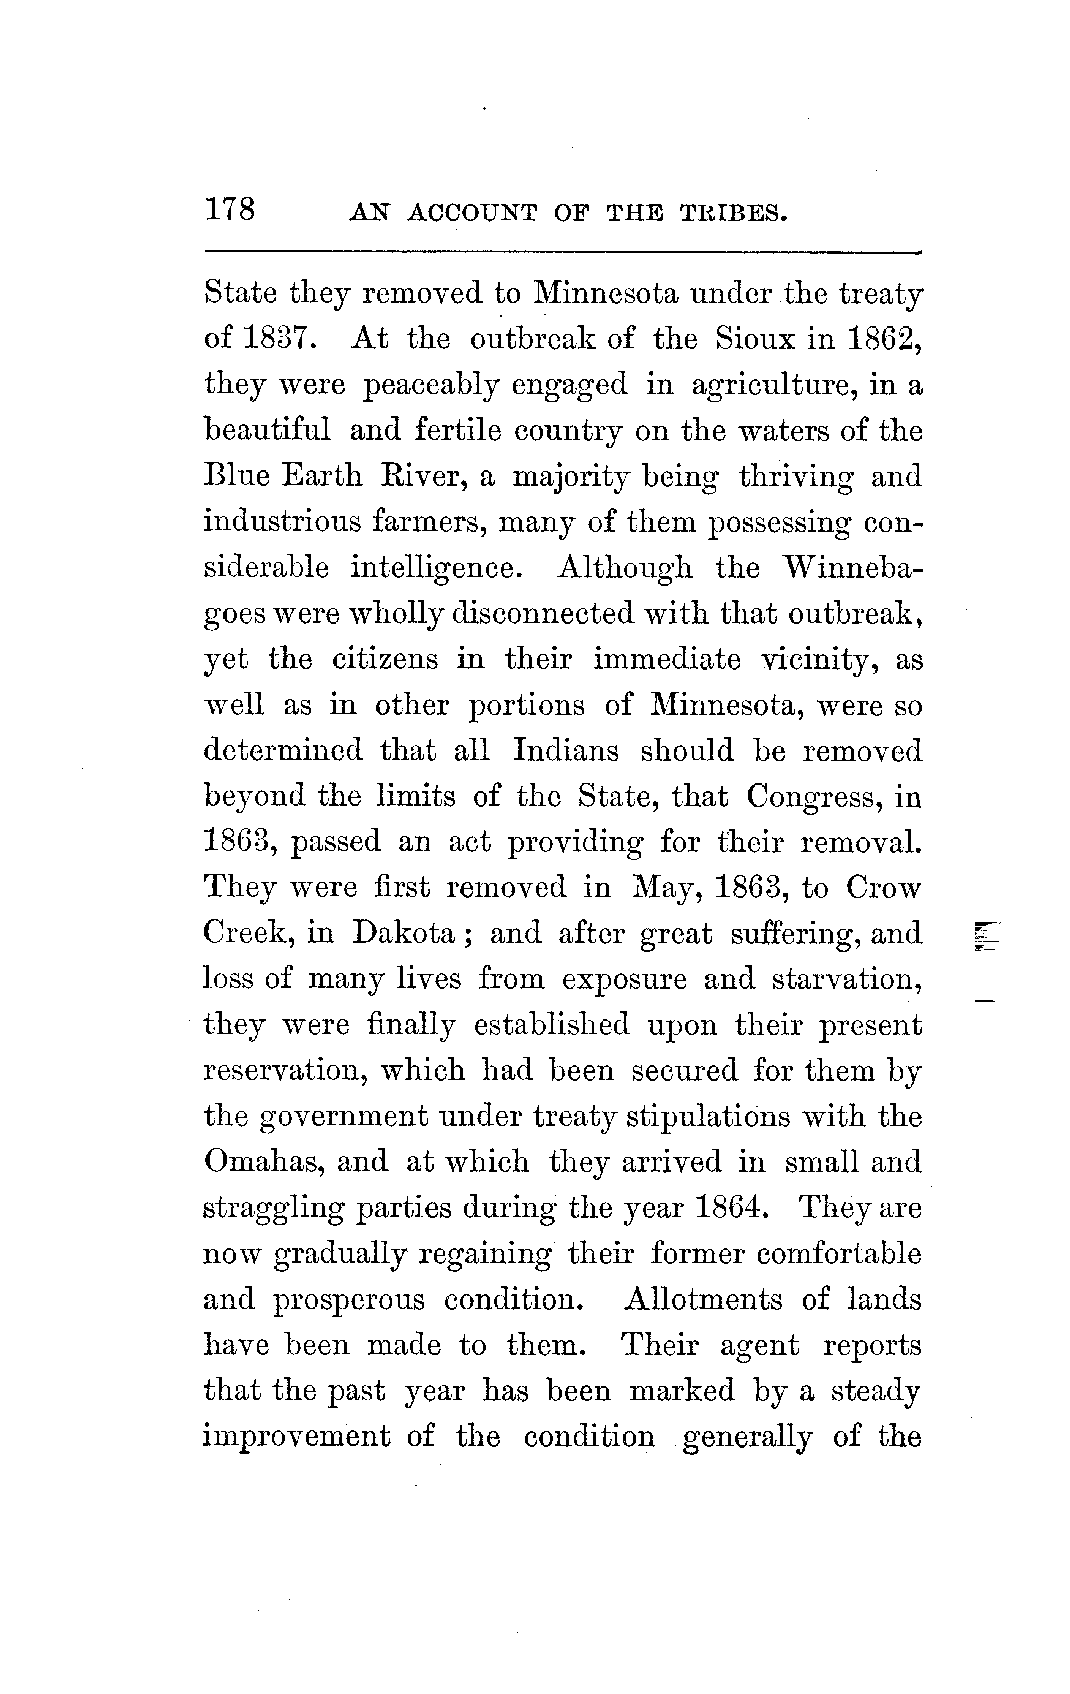 178 AN ACCOUNT OF THE TRIBES.
State they removed to Minnesota under the treaty
of 1837. At the outbreak of the Sioux in 1862,
they were peaceably engaged in agriculture, in a
beautiful and fertile country on the waters of the
Blue Earth River, a majority being thriving and
industrious farmers, many of them possessing con-
siderable intelligence. Although the Winneba-
goes were wholly disconnected with that outbreak,
yet the citizens in their immediate vicinity, as
well as in other portions of Minnesota, were so
determined that all Indians should be removed
beyond the limits of the State, that Congress, in
1863, passed an act providing for their removal.
They were first removed in May, 1863, to Crow
Creek, in Dakota; and after great suffering, and
loss of many lives from exposure and starvation,
they were finally established upon their present
reservation, which had been secured for them by
the government under treaty stipulations with the
Omahas, and at which they arrived in small and
straggling parties during the year 1864. They are
now gradually regaining their former comfortable
and prosperous condition. Allotments of lands
have been made to them. Their agent reports
that the past year has been marked by a steady
improvement of the condition generally of the